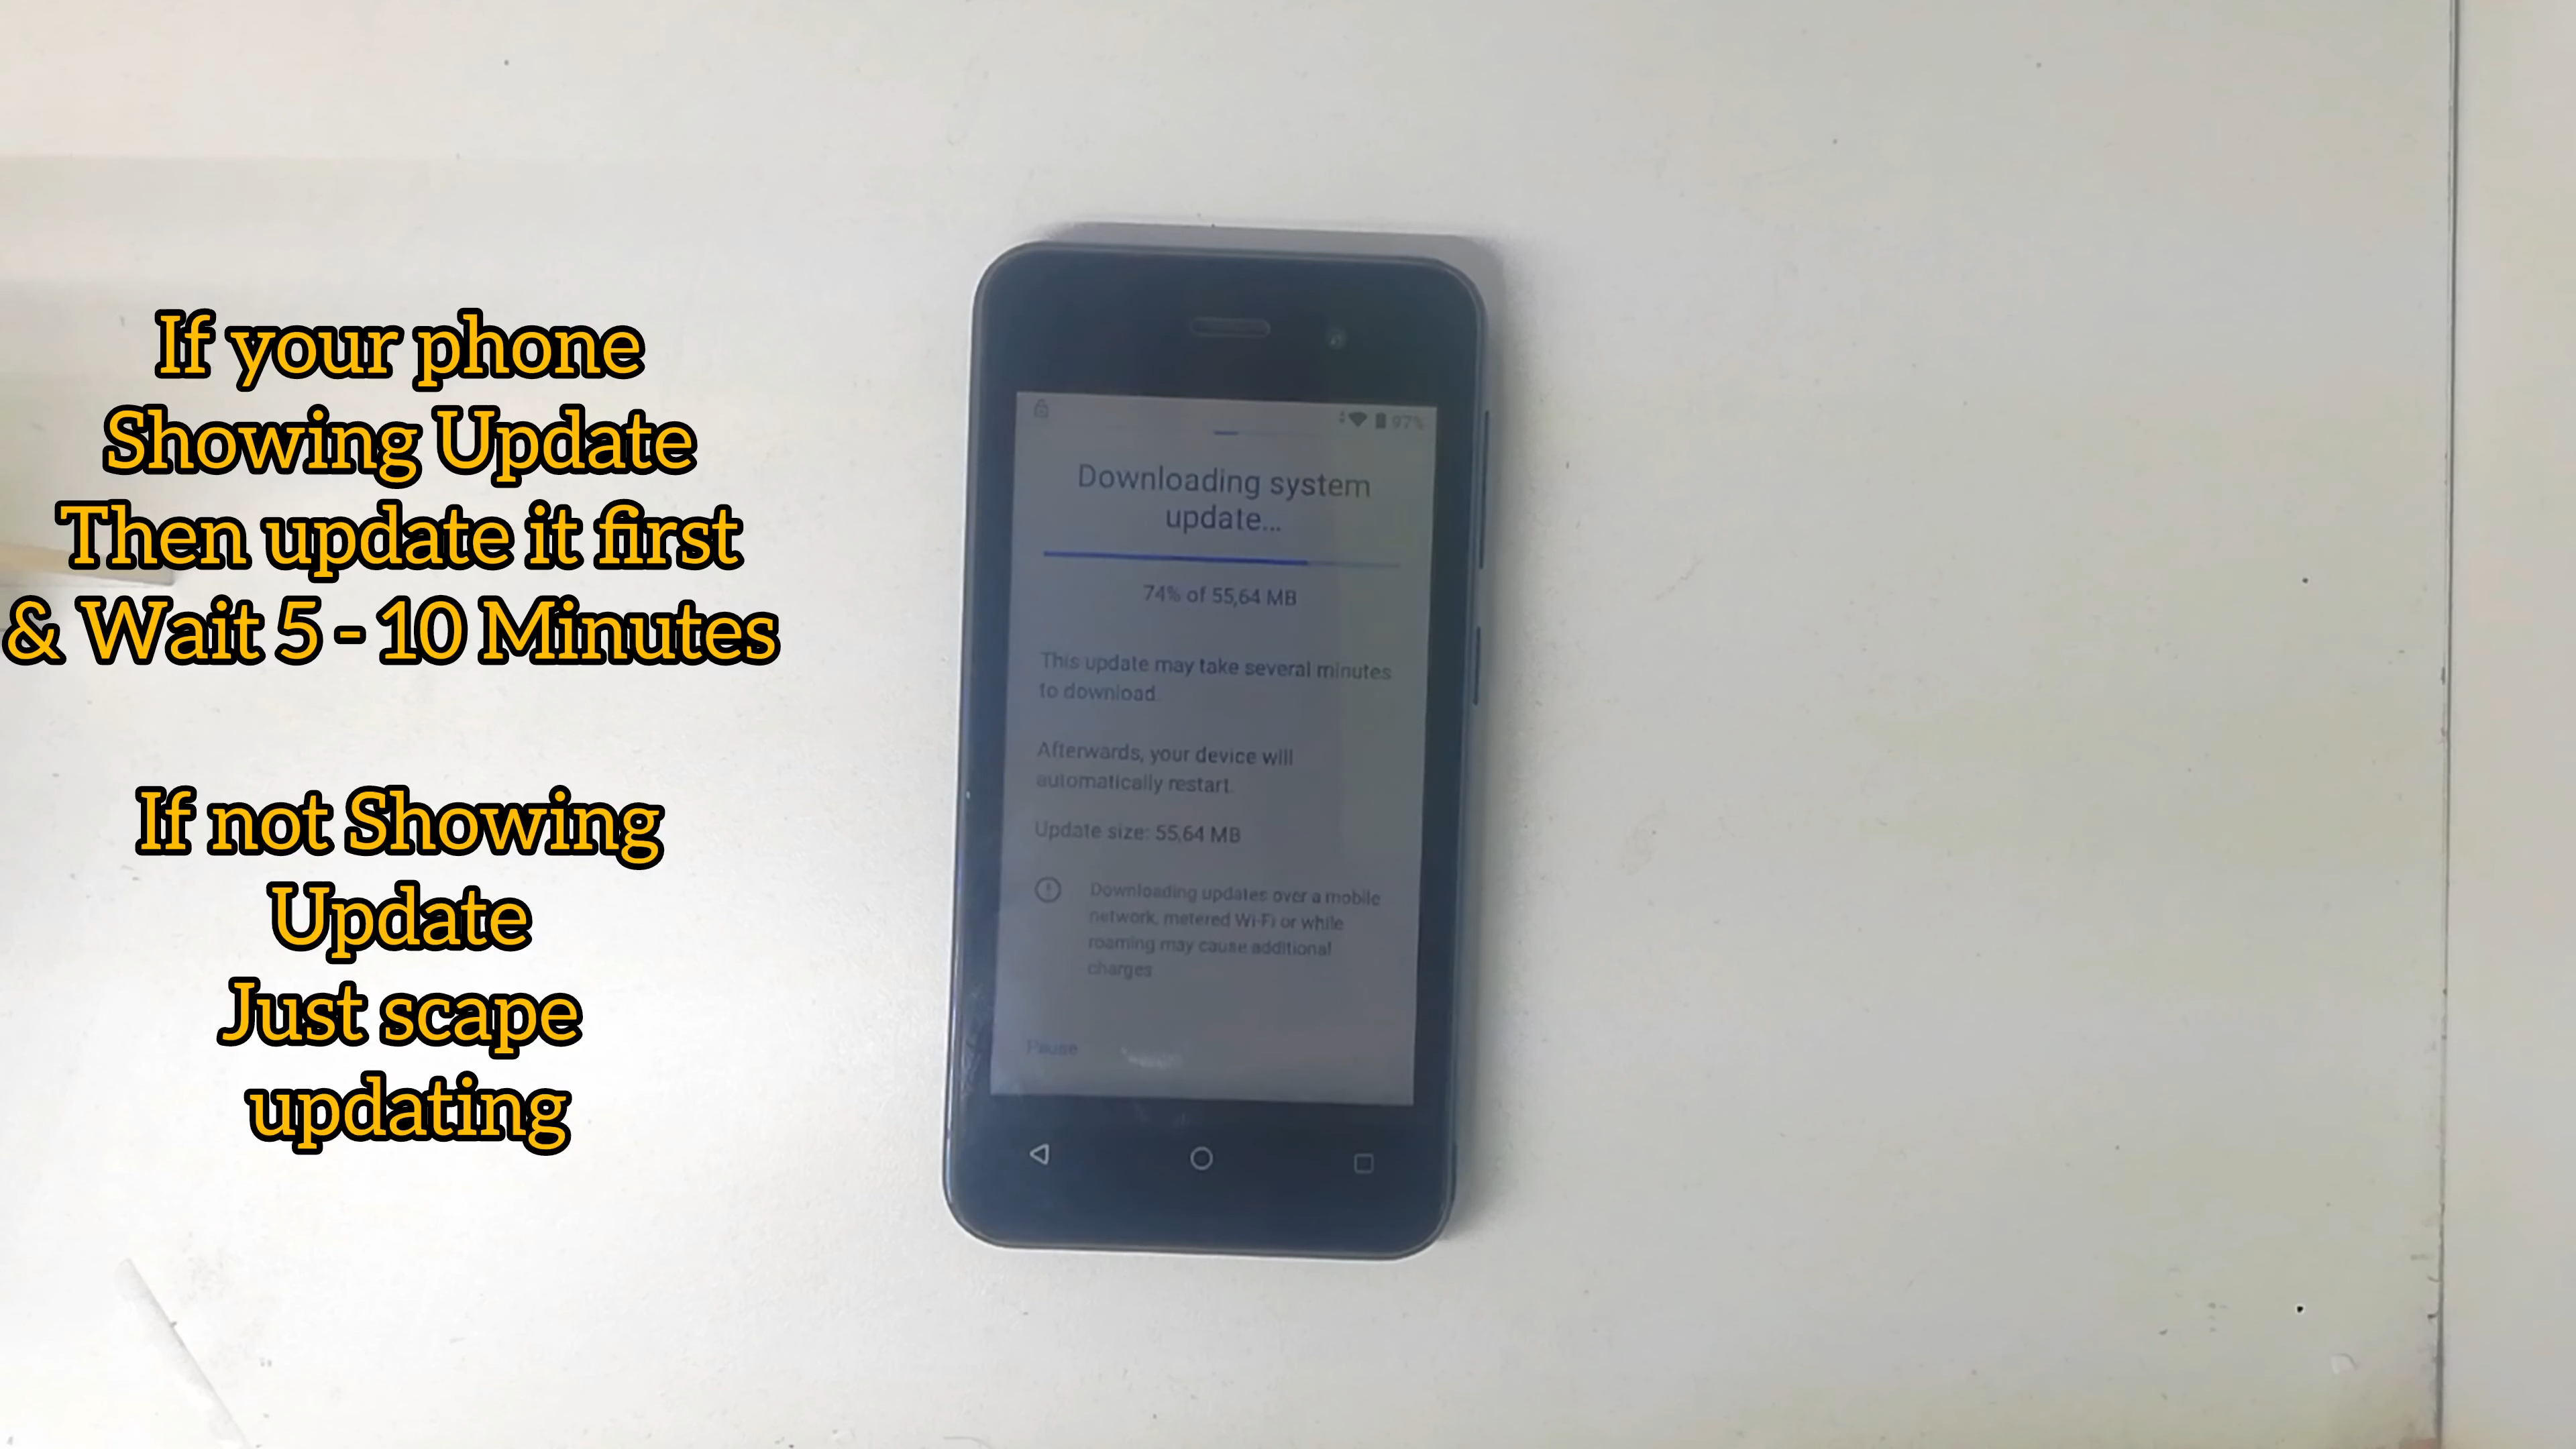 If your phone
Showing Update
Then update it first
& Wait 5 - 10 Minutes
If not Showing
Update
Just scape
updating
97%
Downloading system
update...
74% of 55,64 MB
This update may take several minutes
to download.
Afterwards, your device will
automatically restart.
Update size: 55,64 MB
Downloading updates over a mobile
network, metered Wi-Fi or while
roaming may cause additional
charges
Pause